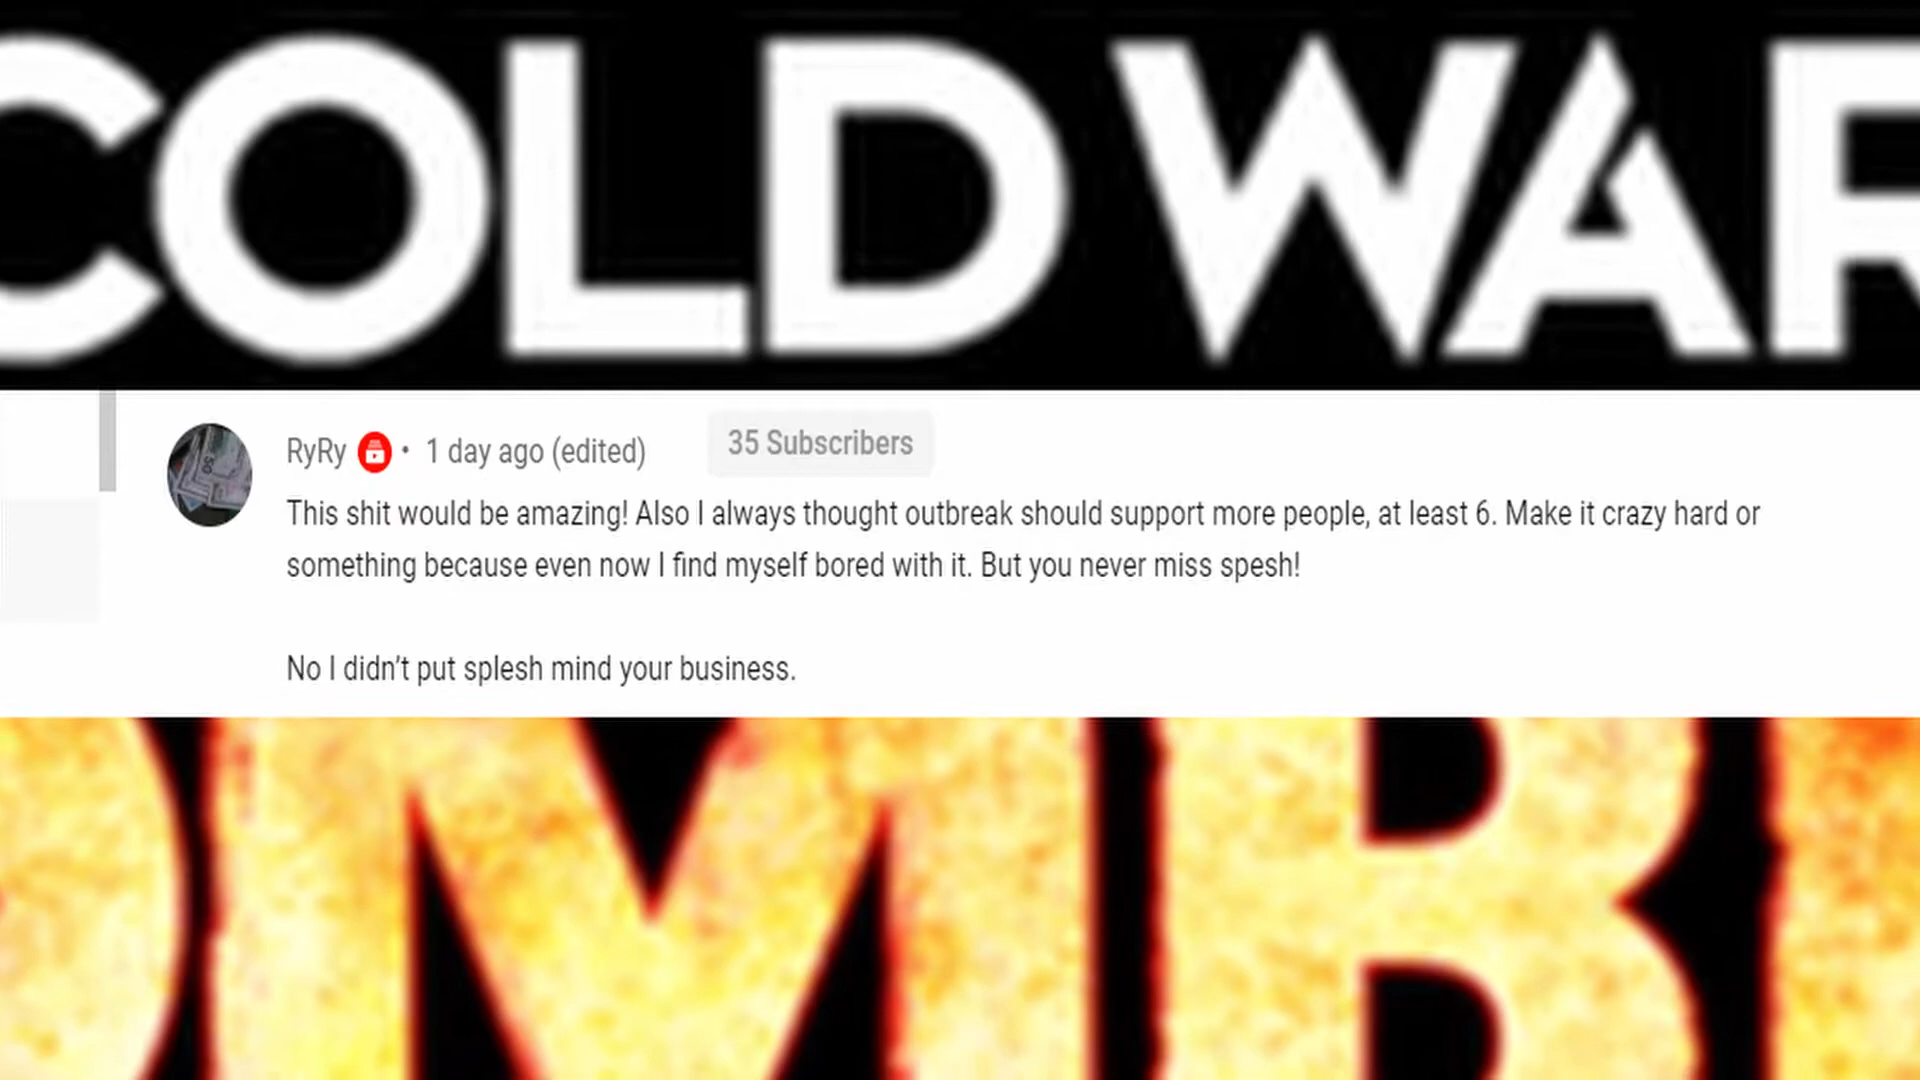 COLD WAR
RyRy • 1 day ago (edited) 35 Subscribers
This shit would be amazing! Also I always thought outbreak should support more people, at least 6. Make it crazy hard or
something because even now I find myself bored with it. But you never miss spesh!
No I didn't put splesh mind your business.
OMBI